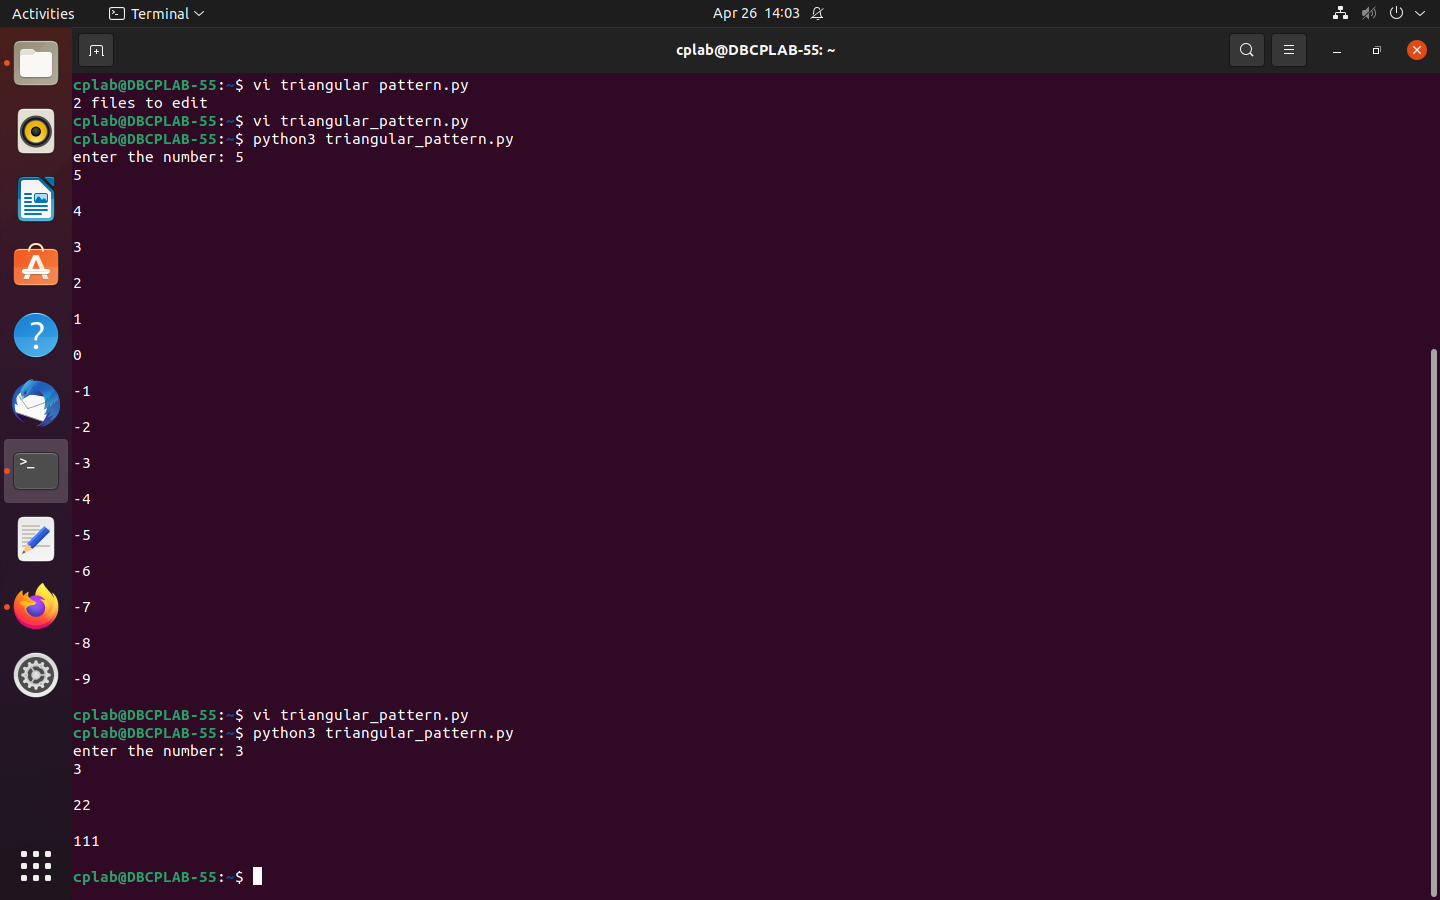 Activities Terminal Apr 26 14:03
cplab@DBCPLAB-55: ~
cplab@DBCPLAB-55:~$ vi triangular pattern.py
2 files to edit
cplab@DBCPLAB-55:~$ vi triangular_pattern.py
cplab@DBCPLAB-55:~$ python3 triangular_pattern.py
enter the number: 5
5
4
3
2
1
0
-1
-2
-3
-4
-5
-6
-7
-8
-9
cplab@DBCPLAB-55:~$ vi triangular_pattern.py
cplab@DBCPLAB-55:~$ python3 triangular_pattern.py
enter the number: 3
3
22
111
cplab@DBCPLAB-55:~$